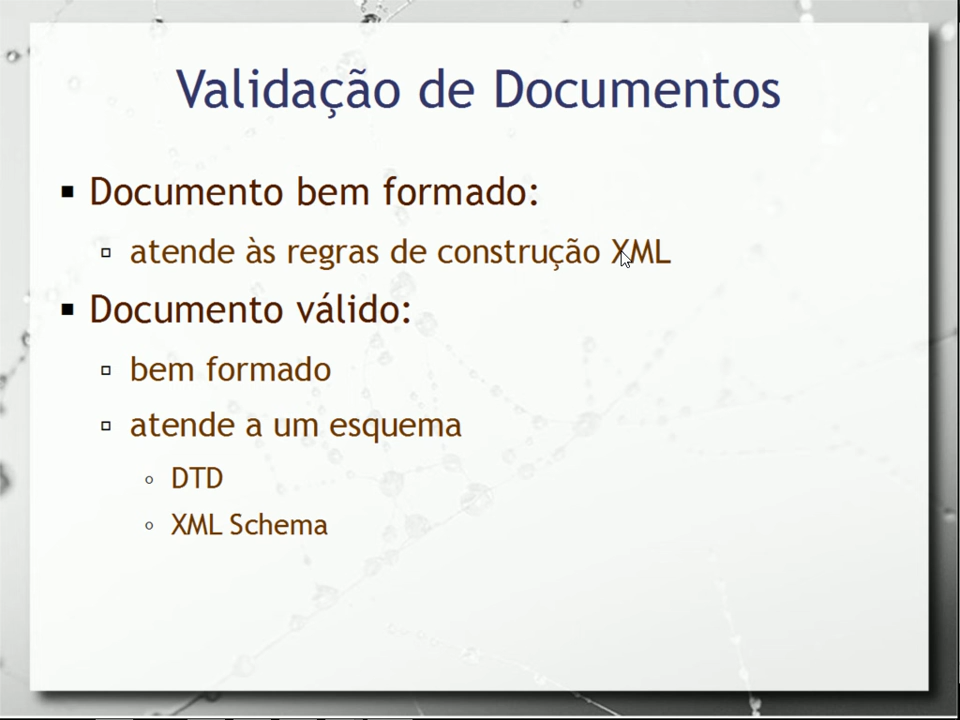 Validação de Documentos
Documento bem formado:
atende às regras de construção XML
Documento válido:
bem formado
atende a um esquema
DTD
XML Schema